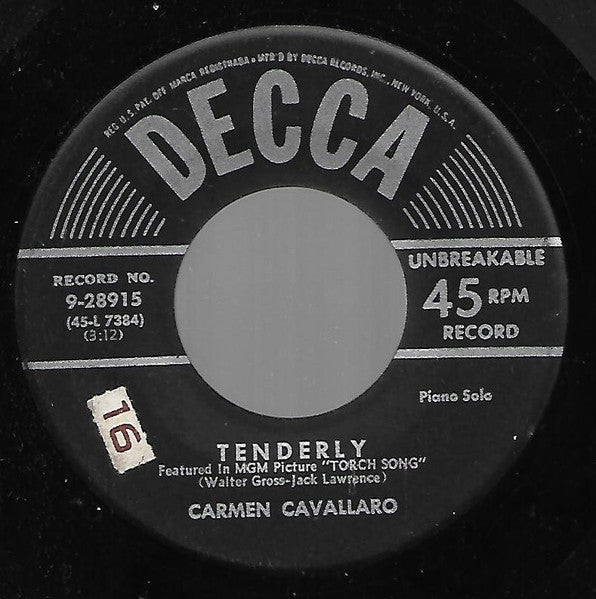 REG. U.S. PAT. OFF. MARCA REGISTRADA • MFR'D BY DECCA RECORDS, INC., NEW YORK, U.S.A.
DECCA
RECORD NO.
9-28915
(45-L 7384)
(3:12)
UNBREAKABLE
45 RPM
RECORD
Piano Solo
16
TENDERLY
Featured In MGM Picture "TORCH SONG"
(Walter Gross-Jack Lawrence)
CARMEN CAVALLARO